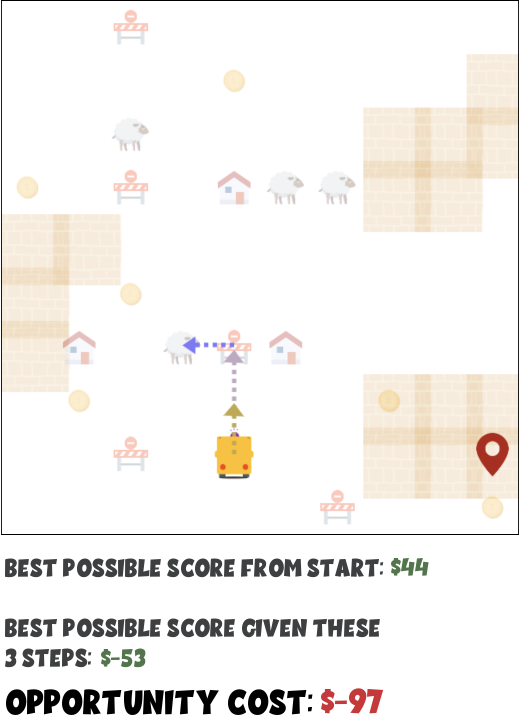 BEST POSSIBLE SCORE FROM START: $44
BEST POSSIBLE SCORE GIVEN THESE
3 STEPS: $-53
OPPORTUNITY COST: $-97